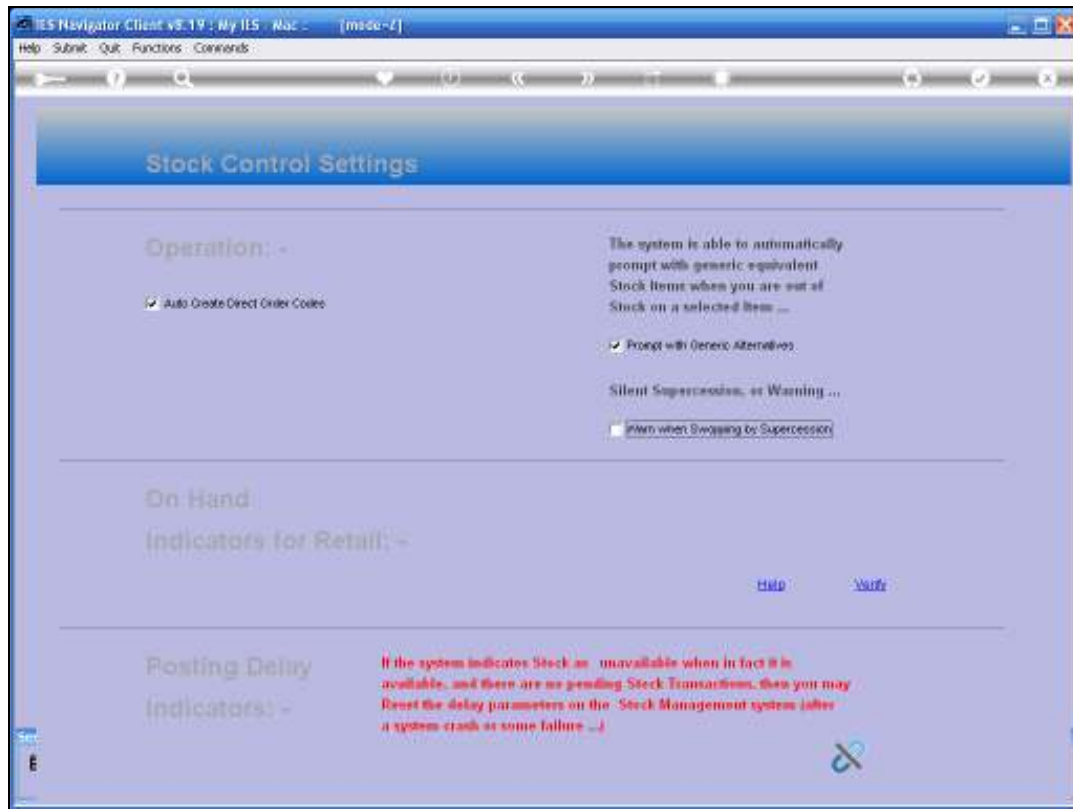 IES Navigator Client v8.19 : My IES - Mac : [mode-Z]
Help Submit Quit Functions Commands
Stock Control Settings
Operation: -
Auto Create Direct Order Codes
The system is able to automatically
prompt with generic equivalent
Stock Items when you are out of
Stock on a selected Item ...
Prompt with Generic Alternatives
Silent Supercession, or Warning ...
Warn when Swopping by Supercession
On Hand
Indicators for Retail: -
Help Verify
Posting Delay
Indicators: -
If the system indicates Stock as unavailable when in fact it is
available, and there are no pending Stock Transactions, then you may
Reset the delay parameters on the Stock Management system (after
a system crash or some failure ...)